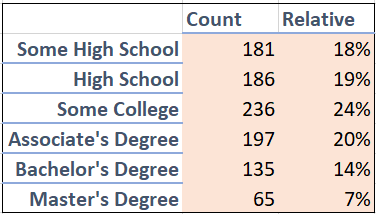 Count Relative
Some High School 181 18%
High School 186 19%
Some College 236 24%
Associate's Degree 197 20%
Bachelor's Degree 135 14%
Master's Degree 65 7%